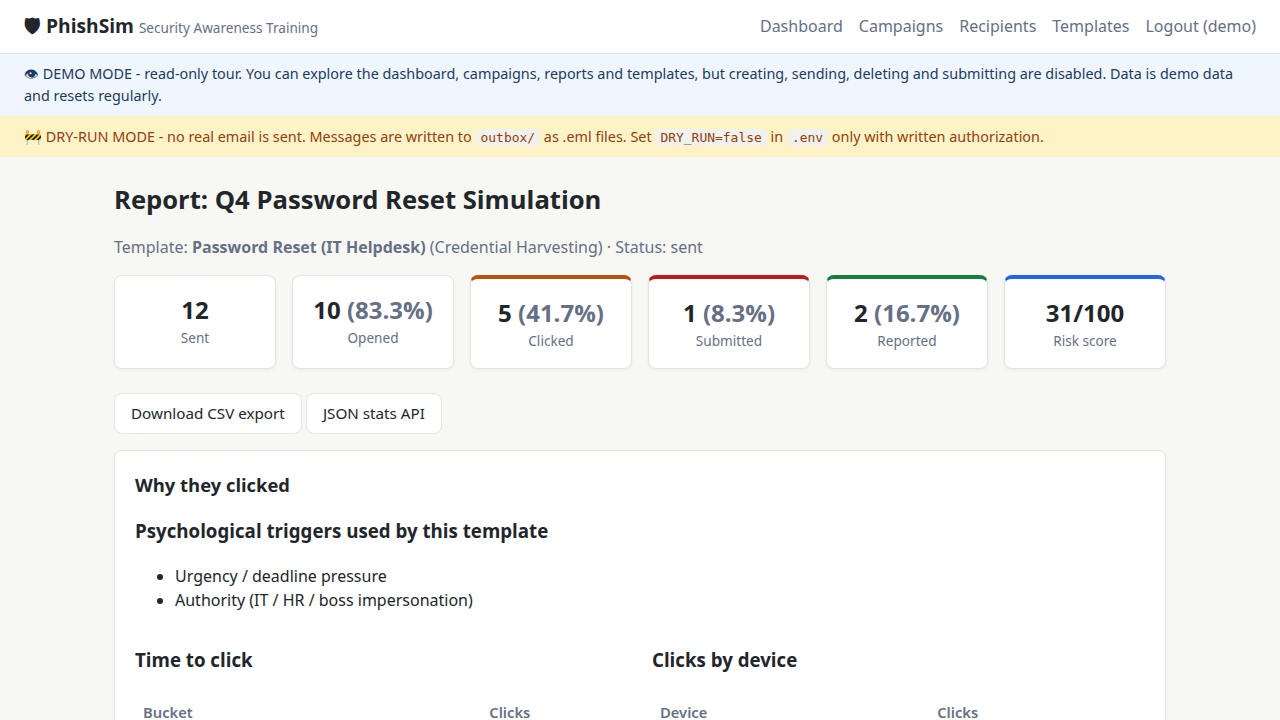 PhishSim Security Awareness Training
Dashboard Campaigns Recipients Templates Logout (demo)
DEMO MODE - read-only tour. You can explore the dashboard, campaigns, reports and templates, but creating, sending, deleting and submitting are disabled. Data is demo data
and resets regularly.
DRY-RUN MODE - no real email is sent. Messages are written to outbox/ as .eml files. Set DRY_RUN=false in .env only with written authorization.
Report: Q4 Password Reset Simulation
Template: Password Reset (IT Helpdesk) (Credential Harvesting) · Status: sent
12
Sent
10 (83.3%)
Opened
5 (41.7%)
Clicked
1 (8.3%)
Submitted
2 (16.7%)
Reported
31/100
Risk score
Download CSV export
JSON stats API
Why they clicked
Psychological triggers used by this template
• Urgency / deadline pressure
• Authority (IT / HR / boss impersonation)
Time to click
Bucket Clicks
Clicks by device
Device Clicks